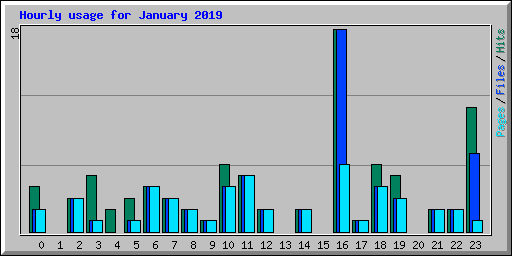 Hourly usage for January 2019
18
Pages/Files/Hits
0 1 2 3 4 5 6 7 8 9 10 11 12 13 14 15 16 17 18 19 20 21 22 23